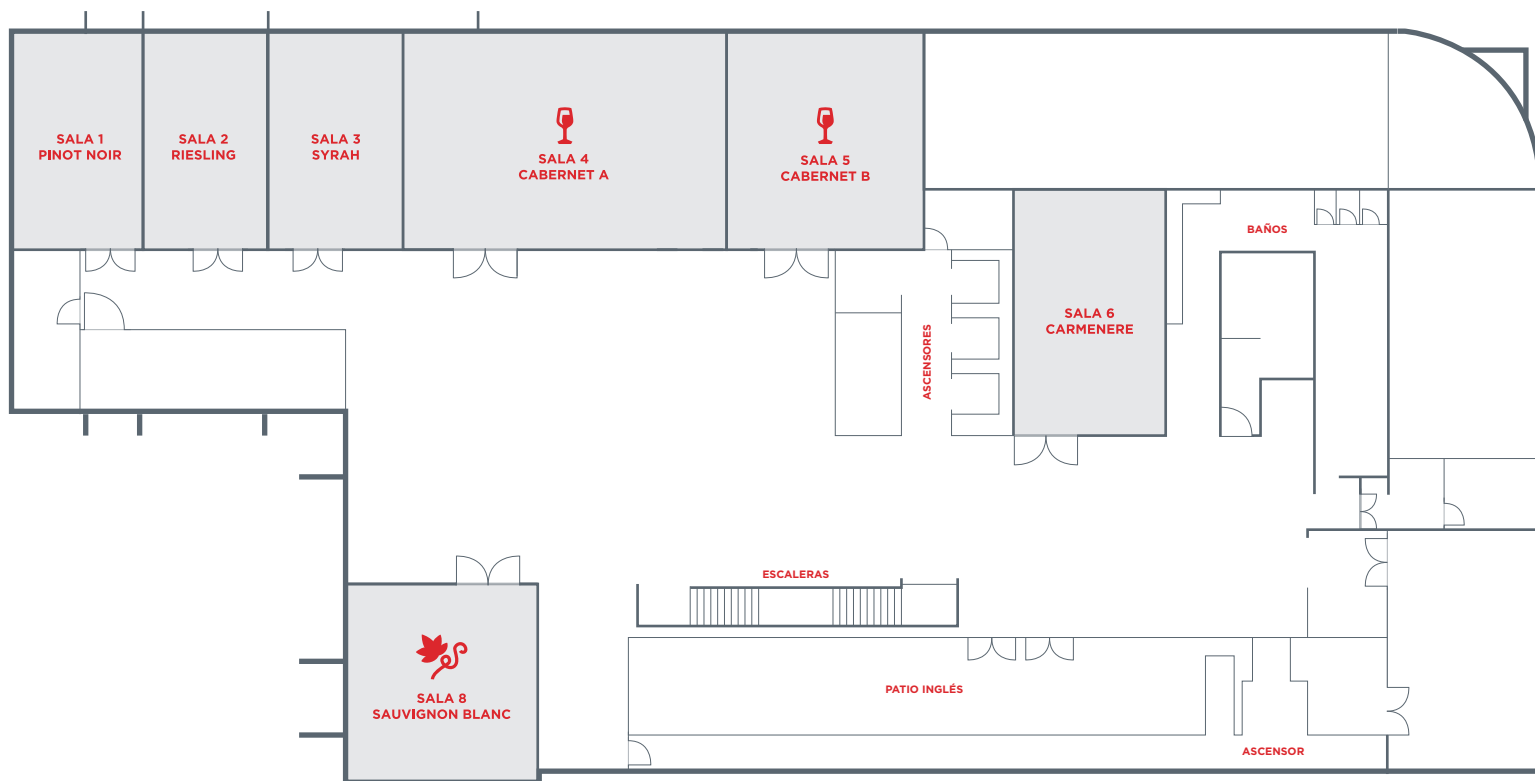 SALA 1
PINOT NOIR
SALA 2
RIESLING
SALA 3
SYRAH
SALA 4
CABERNET A
SALA 5
CABERNET B
BAÑOS
SALA 6
CARMENERE
ASCENSORES
ESCALERAS
SALA 8
SAUVIGNON BLANC
PATIO INGLÉS
ASCENSOR